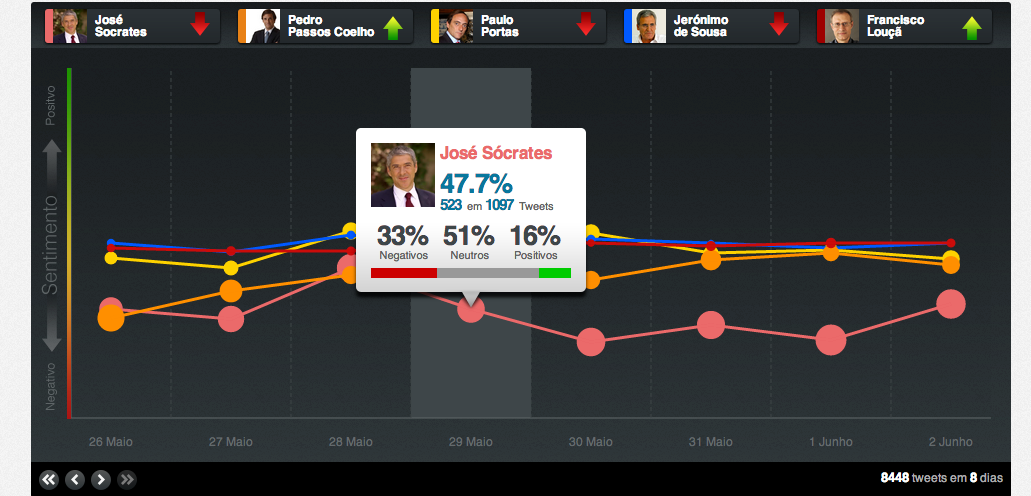 José
Socrates
Pedro
Passos Coelho
Paulo
Portas
Jerónimo
de Sousa
Francisco
Louçã
Positvo
Sentimento
Negativo
José Sócrates
47.7%
523 em 1097 Tweets
33% 51% 16%
Negativos Neutros Positivos
26 Maio 27 Maio 28 Maio 29 Maio 30 Maio 31 Maio 1 Junho 2 Junho
8448 tweets em 8 dias